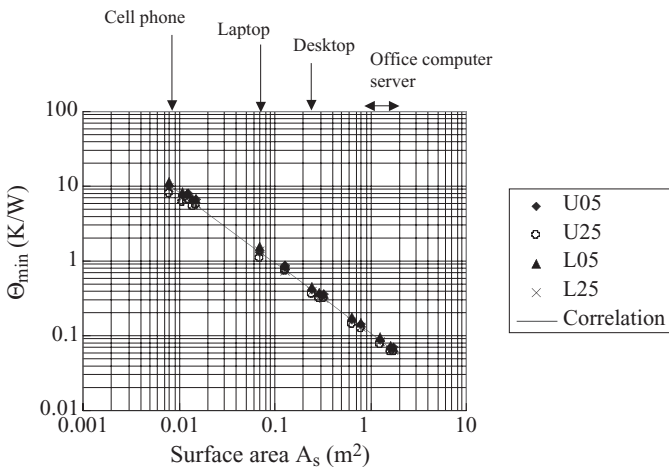 Cell phone
Laptop
Desktop
Office computer
server
100
10
1
0.1
0.01
0.001
0.01
0.1
1
10
Θmin (K/W)
Surface area As (m²)
U05
U25
L05
L25
Correlation